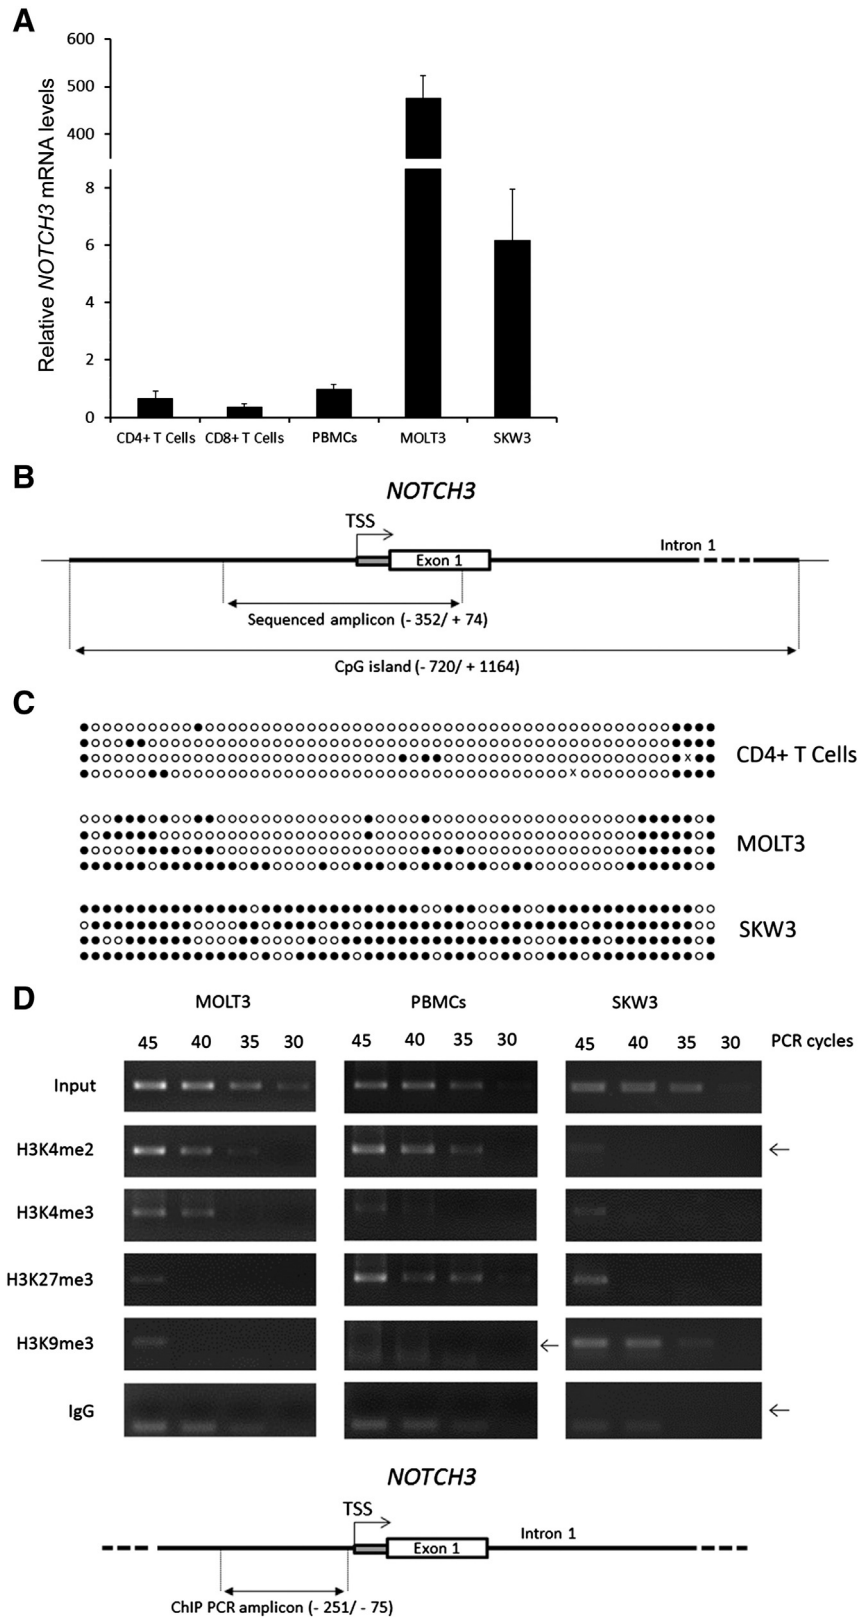 A
Relative NOTCH3 mRNA levels
600
500
400
8
6
4
2
0
CD4+ T Cells CD8+ T Cells PBMCs MOLT3 SKW3
B
NOTCH3
TSS
Exon 1
Intron 1
Sequenced amplicon (- 352/ + 74)
CpG island (- 720/ + 1164)
C
x
CD4+ T Cells
x
MOLT3
SKW3
D
MOLT3 PBMCs SKW3
45 40 35 30 45 40 35 30 45 40 35 30 PCR cycles
Input
H3K4me2
H3K4me3
H3K27me3
H3K9me3
IgG
NOTCH3
TSS
Exon 1
Intron 1
ChIP PCR amplicon (- 251/ - 75)